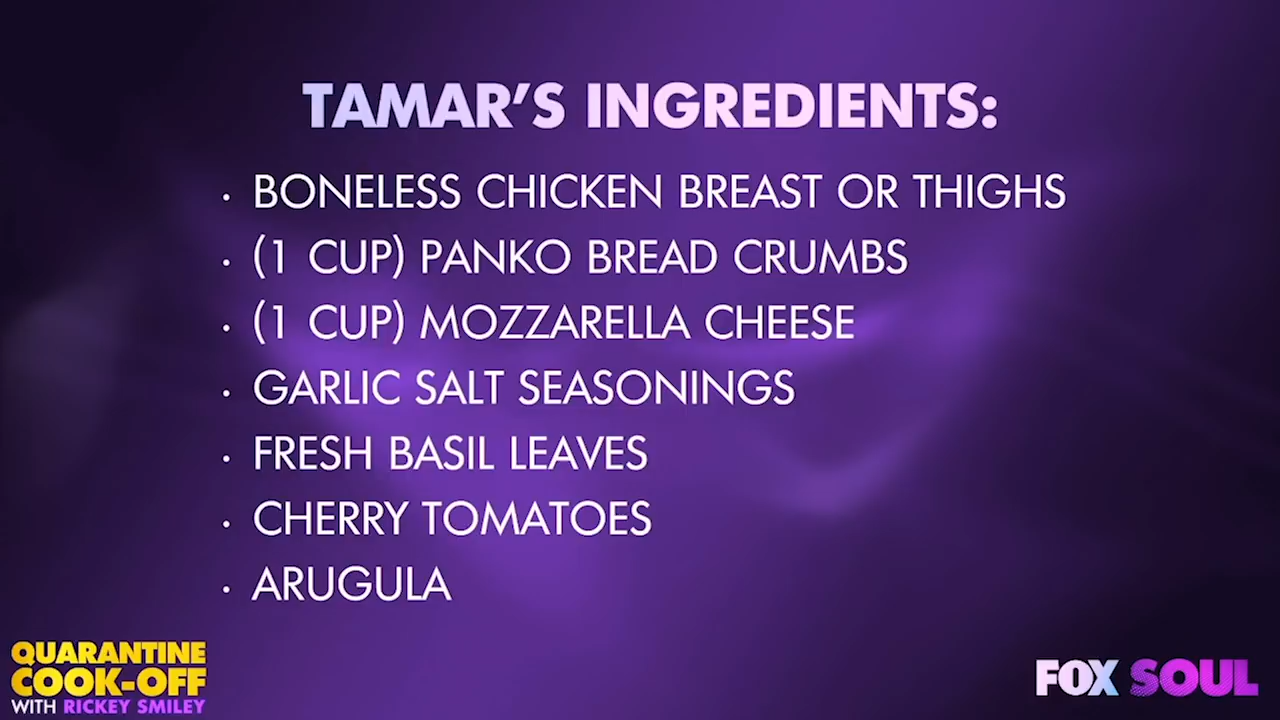 TAMAR'S INGREDIENTS:
• BONELESS CHICKEN BREAST OR THIGHS
• (1 CUP) PANKO BREAD CRUMBS
• (1 CUP) MOZZARELLA CHEESE
• GARLIC SALT SEASONINGS
• FRESH BASIL LEAVES
• CHERRY TOMATOES
• ARUGULA
QUARANTINE
COOK-OFF
WITH RICKEY SMILEY
FOX SOUL